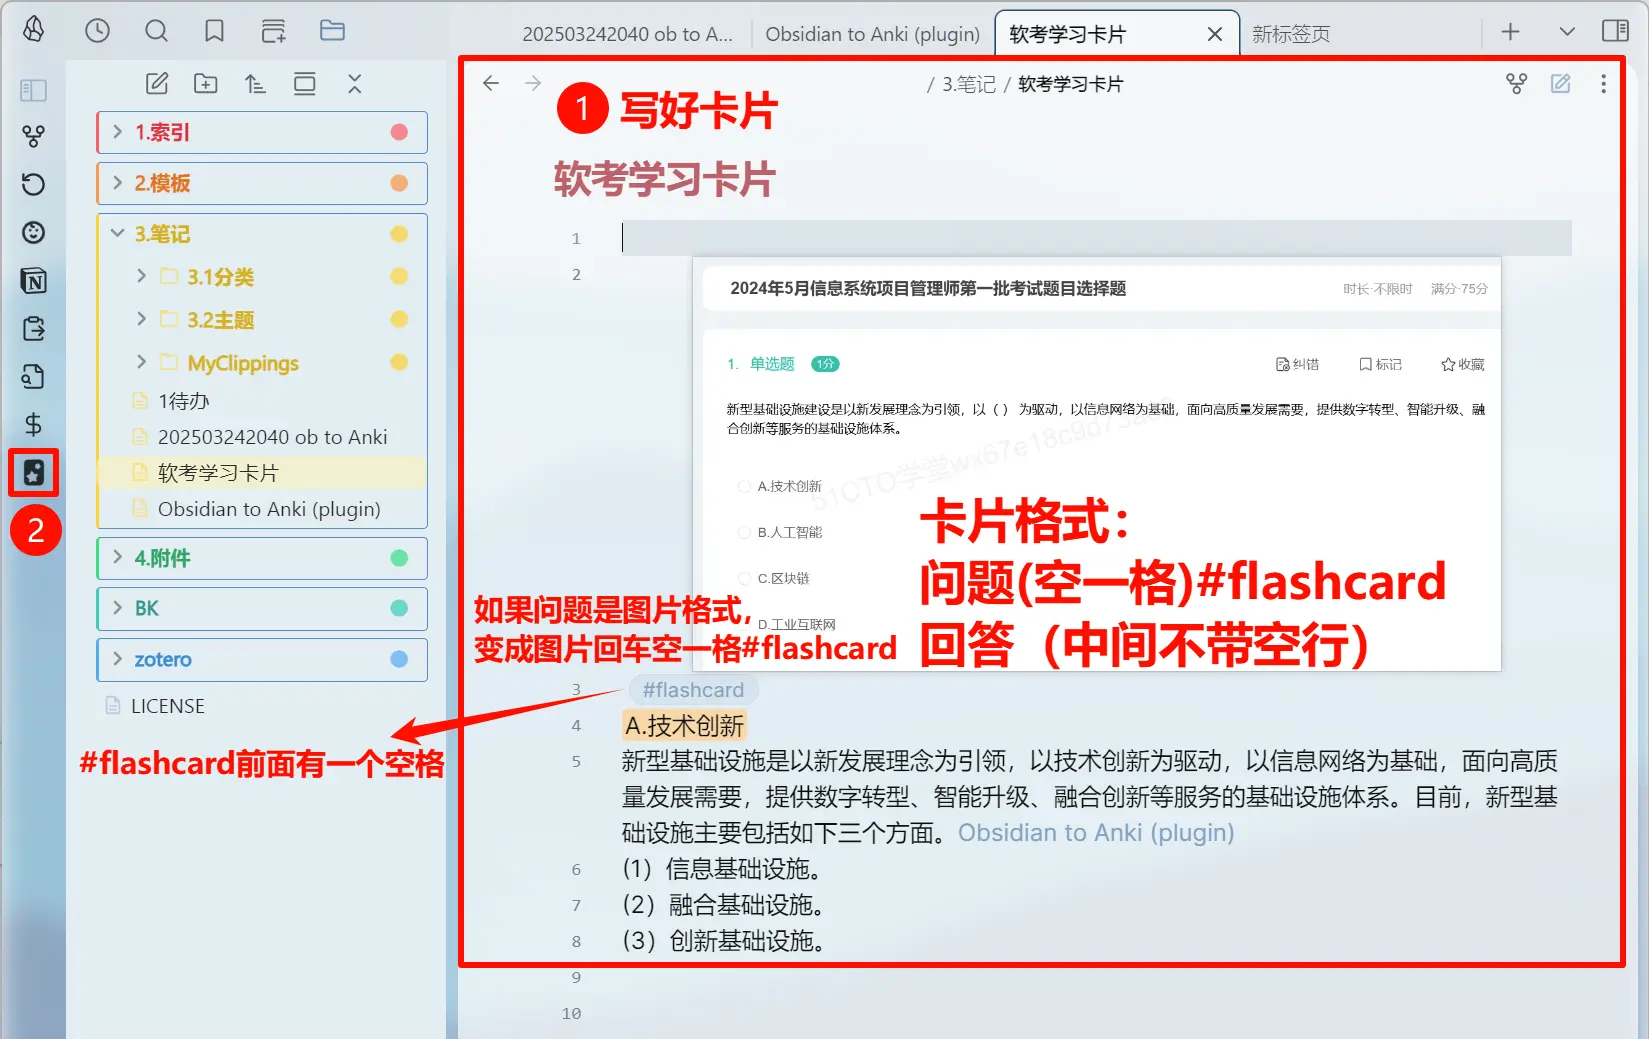 202503242040 ob to A...
Obsidian to Anki (plugin)
软考学习卡片
新标签页
1.索引
2.模板
3.笔记
3.1分类
3.2主题
MyClippings
1待办
202503242040 ob to Anki
软考学习卡片
Obsidian to Anki (plugin)
4.附件
BK
zotero
LICENSE
2
#flashcard前面有一个空格
/ 3.笔记 / 软考学习卡片
1 写好卡片
软考学习卡片
1
2
2024年5月信息系统项目管理师第一批考试题目选择题
时长·不限时 满分·75分
1. 单选题 1分
纠错 标记 收藏
新型基础设施建设是以新发展理念为引领，以（ ） 为驱动，以信息网络为基础，面向高质量发展需要，提供数字转型、智能升级、融
合创新等服务的基础设施体系。
A.技术创新
B.人工智能
C.区块链
D.工业互联网
卡片格式：
问题(空一格)#flashcard
回答（中间不带空行）
如果问题是图片格式，
变成图片回车空一格#flashcard
3 #flashcard
4 A.技术创新
5 新型基础设施是以新发展理念为引领，以技术创新为驱动，以信息网络为基础，面向高质
量发展需要，提供数字转型、智能升级、融合创新等服务的基础设施体系。目前，新型基
础设施主要包括如下三个方面。Obsidian to Anki (plugin)
6 (1）信息基础设施。
7 (2）融合基础设施。
8 (3）创新基础设施。
9
10